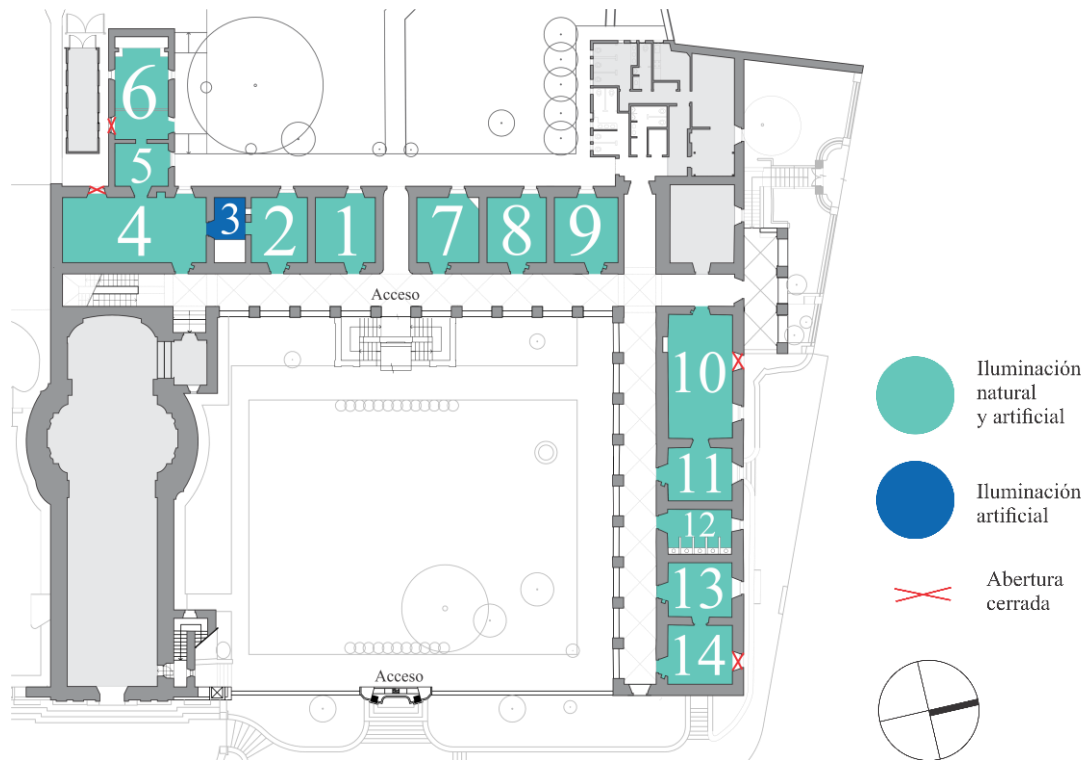 6
5
4
3
2
1
7
8
9
Acceso
10
11
12
13
14
Acceso
Iluminación
natural
y artificial
Iluminación
artificial
Abertura
cerrada